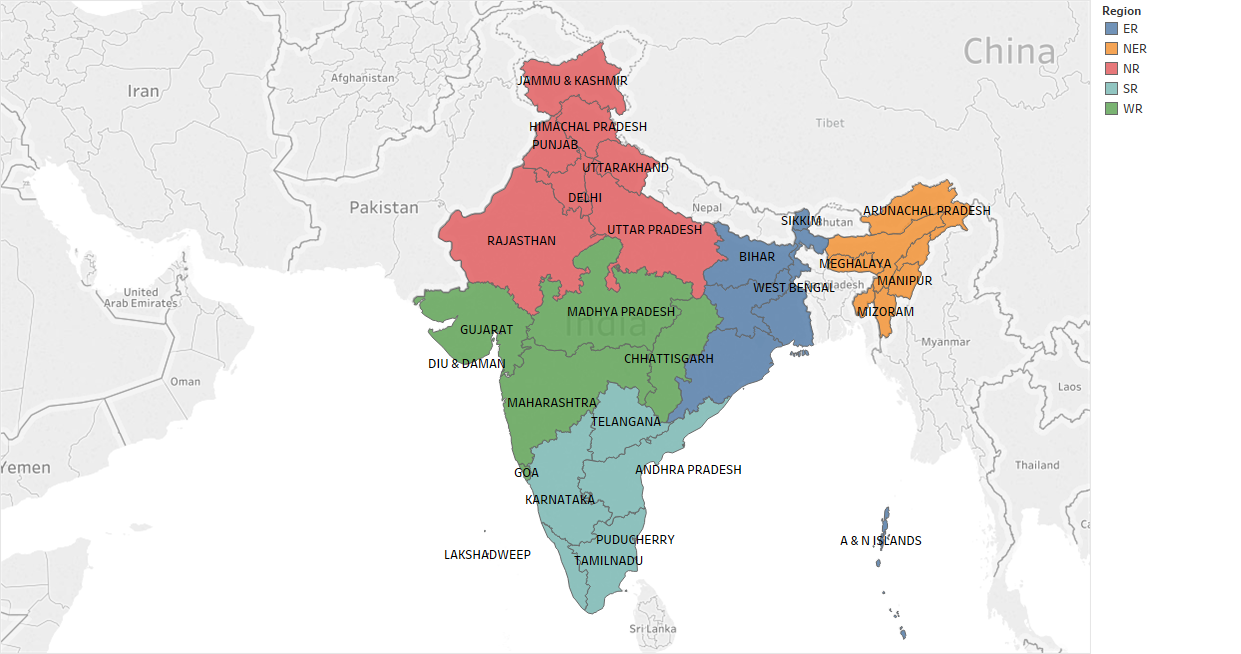 Region
ER
NER
NR
SR
WR
China
JAMMU & KASHMIR
Afghanistan
Iran
Tibet
HIMACHAL PRADESH
PUNJAB
UTTARAKHAND
DELHI
Pakistan
Nepal
ARUNACHAL PRADESH
SIKKIM
Bhutan
UTTAR PRADESH
RAJASTHAN
BIHAR
MEGHALAYA
MANIPUR
WEST BENGAL
Bangladesh
United
Arab Emirates
MADHYA PRADESH
MIZORAM
India
GUJARAT
Myanmar
CHHATTISGARH
DIU & DAMAN
Oman
Laos
MAHARASHTRA
TELANGANA
Thailand
Yemen
ANDHRA PRADESH
GOA
KARNATAKA
Ca
PUDUCHERRY
A & N ISLANDS
LAKSHADWEEP
TAMILNADU
Sri Lanka